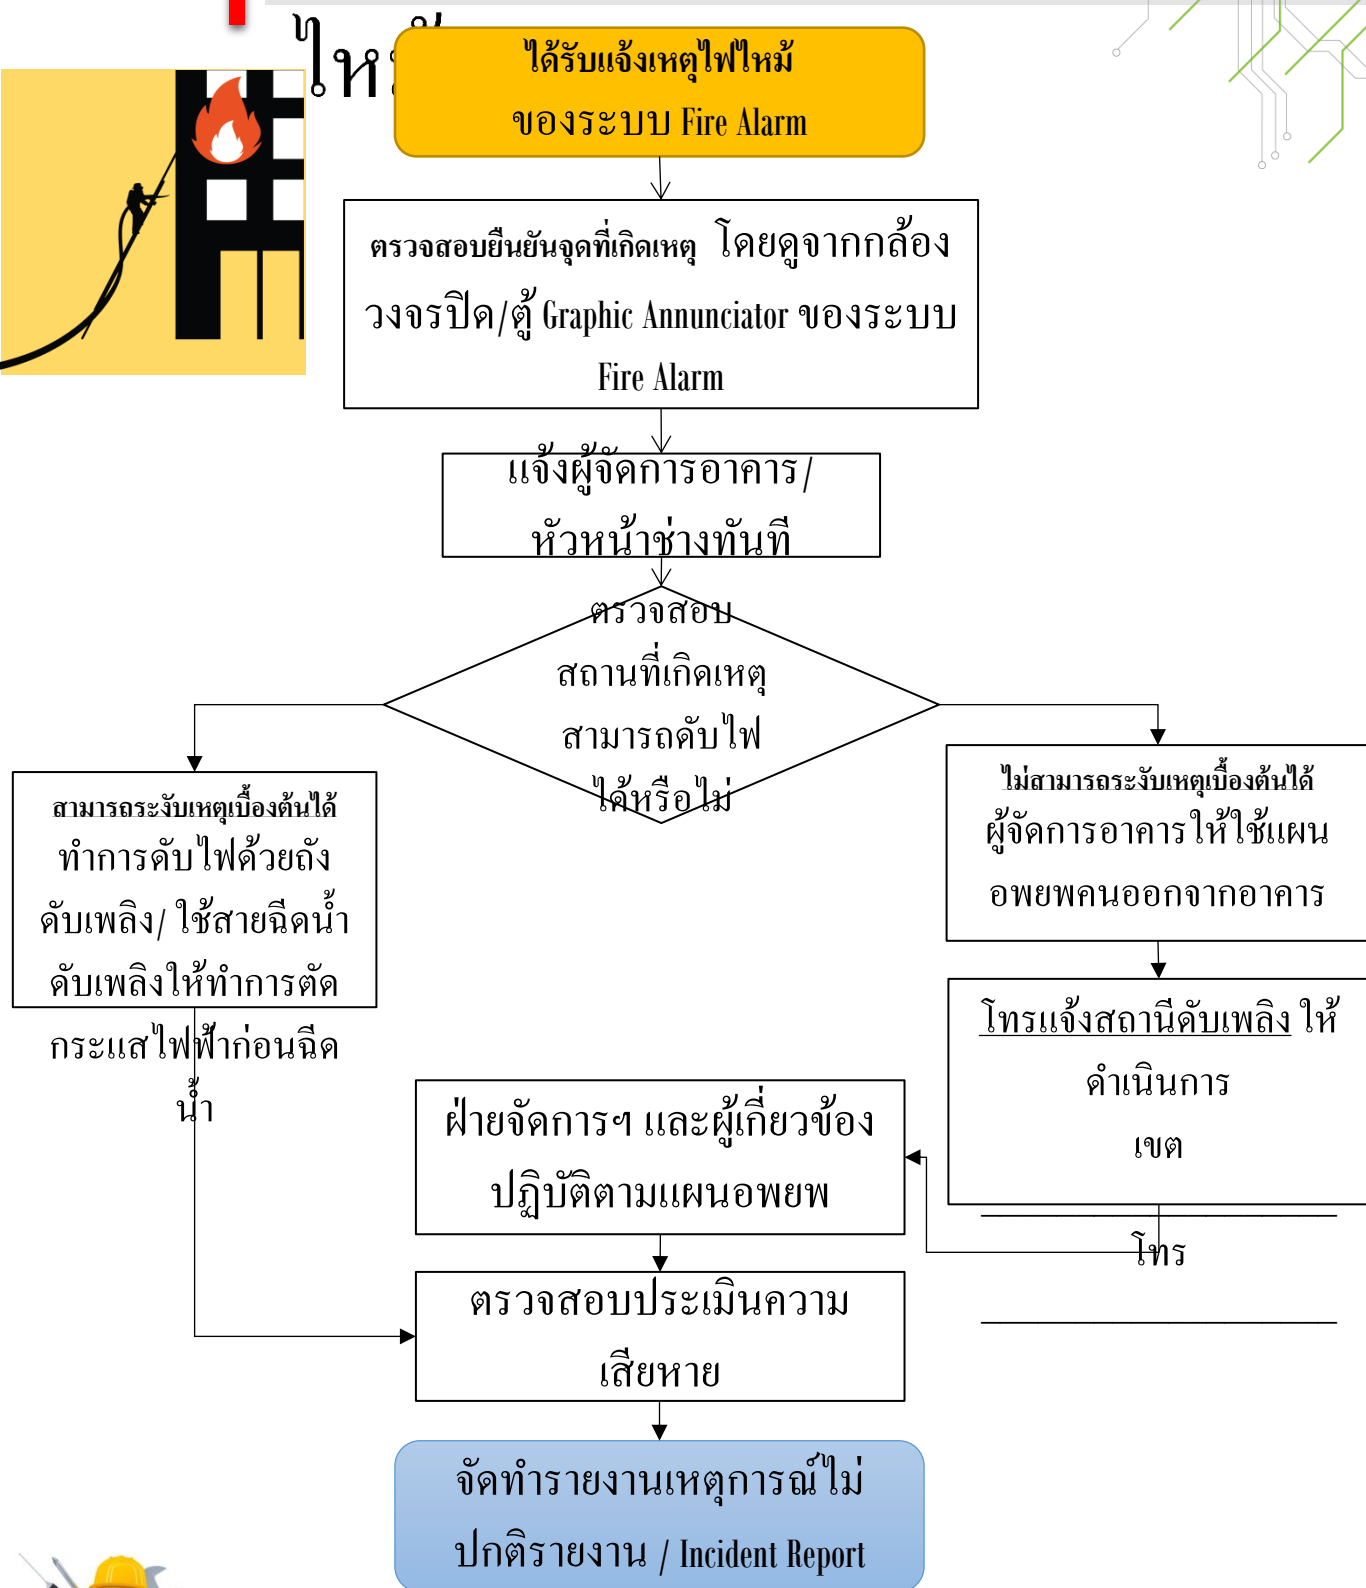 ได้รับแจ้งเหตุไฟไหม้
ของระบบ Fire Alarm
ตรวจสอบยืนยันจุดที่เกิดเหตุ โดยดูจากกล้อง
วงจรปิด/ตู้ Graphic Annunciator ของระบบ
Fire Alarm
แจ้งผู้จัดการอาคาร/
หัวหน้าช่างทันที
ตรวจสอบ
สถานที่เกิดเหตุ
สามารถดับไฟ
ได้หรือไม่
สามารถระงับเหตุเบื้องต้นได้
ทำการดับไฟด้วยถัง
ดับเพลิง/ ใช้สายฉีดน้ำ
ดับเพลิงให้ทำการตัด
กระแสไฟฟ้าก่อนฉีด
น้ำ
ไม่สามารถระงับเหตุเบื้องต้นได้
ผู้จัดการอาคารให้ใช้แผน
อพยพคนออกจากอาคาร
โทรแจ้งสถานีดับเพลิง ให้
ดำเนินการ
เขต
โทร
ฝ่ายจัดการฯ และผู้เกี่ยวข้อง
ปฏิบัติตามแผนอพยพ
ตรวจสอบประเมินความ
เสียหาย
จัดทำรายงานเหตุการณ์ไม่
ปกติรายงาน / Incident Report